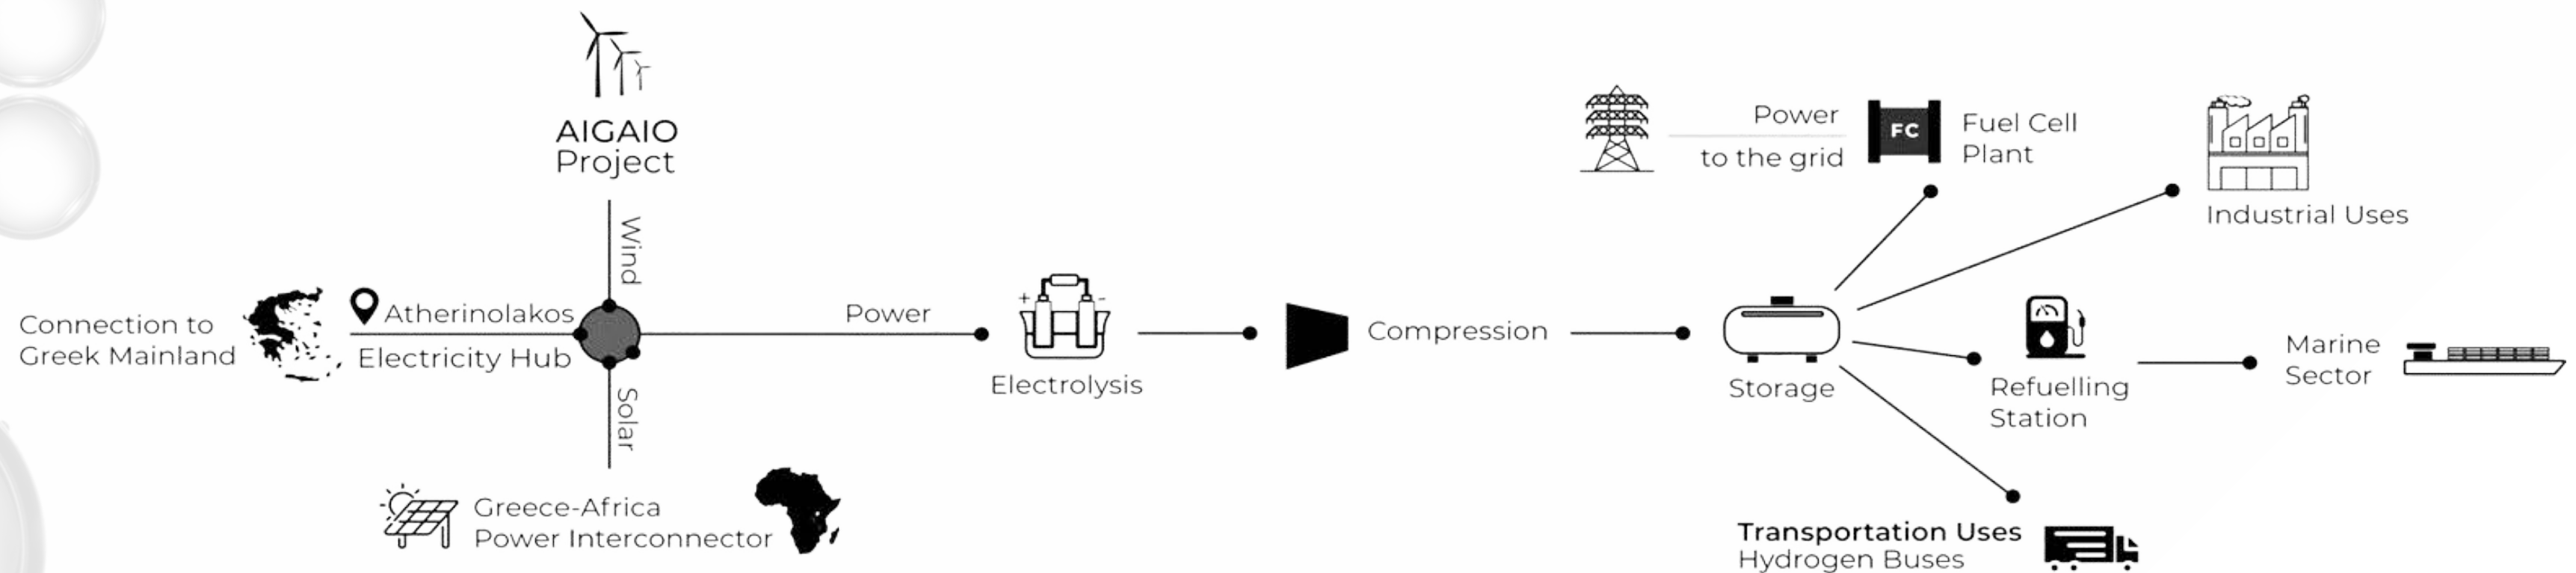 AIGAIO
Project
Wind
Connection to
Greek Mainland
Atherinolakos
Electricity Hub
Solar
Greece-Africa
Power Interconnector
Power
+ -
Electrolysis
Compression
Storage
Power
to the grid
FC
Fuel Cell
Plant
Industrial Uses
Refuelling
Station
Marine
Sector
Transportation Uses
Hydrogen Buses